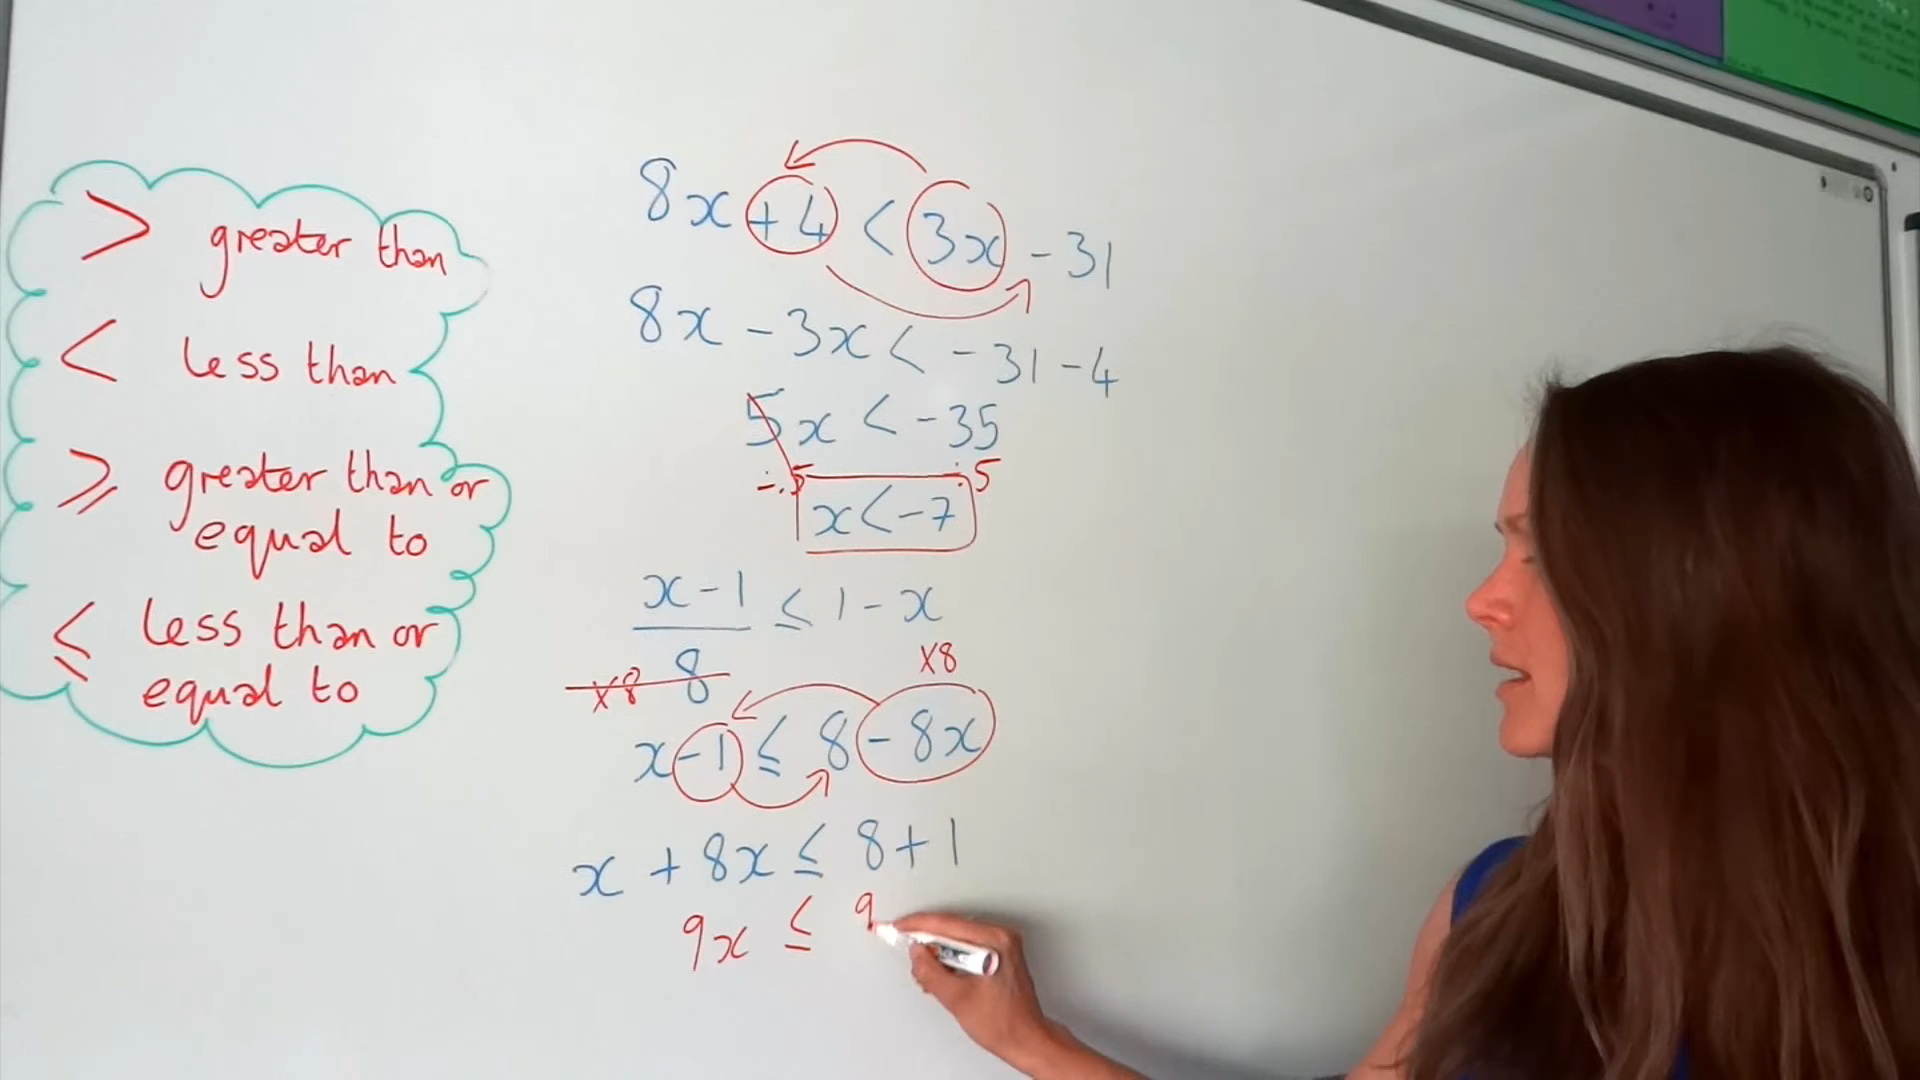 > greater than
< less than
⩾ greater than or
equal to
≤ less than or
equal to
8x + 4 < 3x - 31
8x - 3x < - 31 - 4
5x < - 35
÷5 ÷5
x < - 7
x - 1 ≤ 1 - x
8
x8 x8
x - 1 ≤ 8 - 8x
x + 8x ≤ 8 + 1
9x ≤ 9